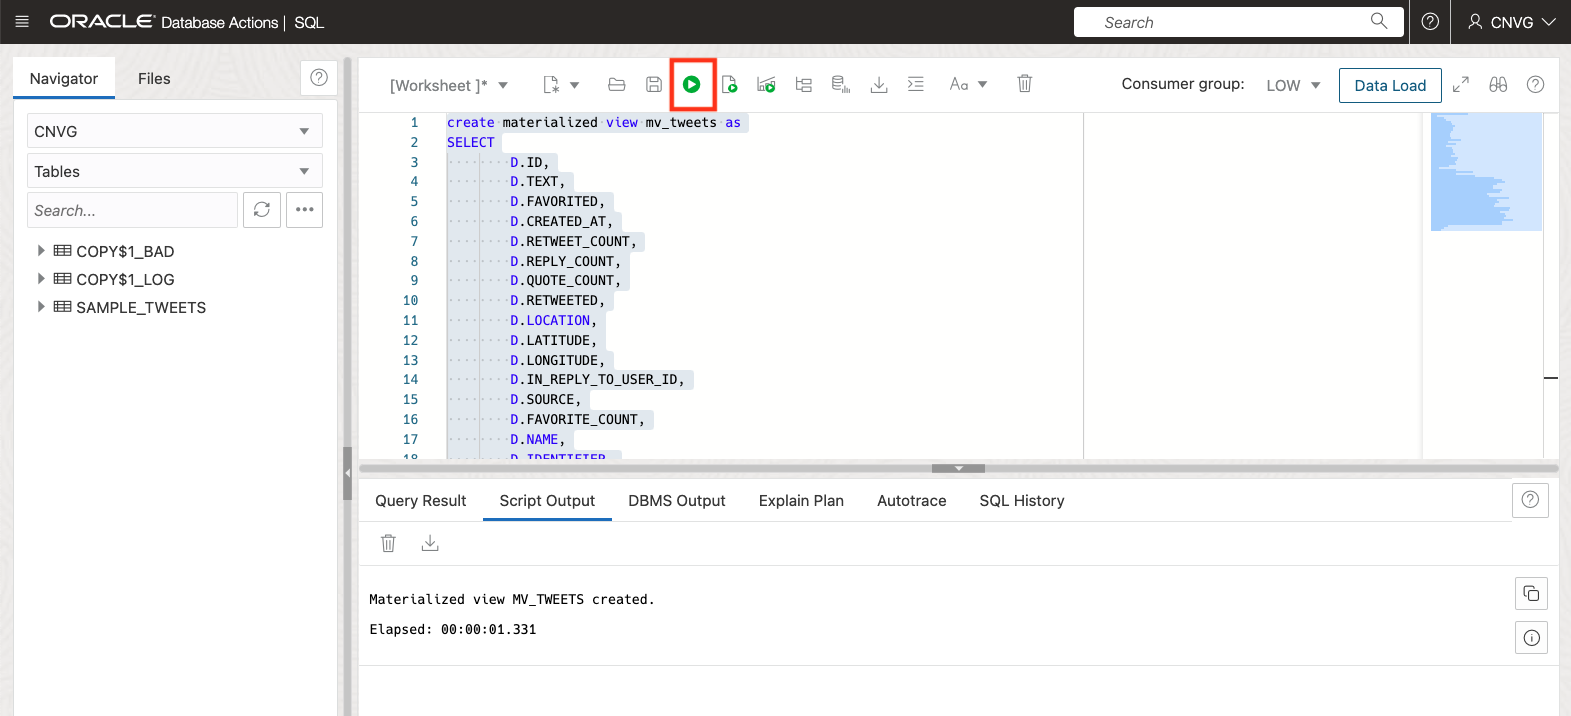 ORACLE® Database Actions | SQL
Search
CNVG
Navigator
Files
CNVG
Tables
Search...
COPY$1_BAD
COPY$1_LOG
SAMPLE_TWEETS
[Worksheet ]*
Aa
Consumer group:
LOW
Data Load
1 create materialized view mv_tweets as
2 SELECT
3 D.ID,
4 D.TEXT,
5 D.FAVORITED,
6 D.CREATED_AT,
7 D.RETWEET_COUNT,
8 D.REPLY_COUNT,
9 D.QUOTE_COUNT,
10 D.RETWEETED,
11 D.LOCATION,
12 D.LATITUDE,
13 D.LONGITUDE,
14 D.IN_REPLY_TO_USER_ID,
15 D.SOURCE,
16 D.FAVORITE_COUNT,
17 D.NAME,
18 D.IDENTIFIER,
Query Result
Script Output
DBMS Output
Explain Plan
Autotrace
SQL History
Materialized view MV_TWEETS created.
Elapsed: 00:00:01.331